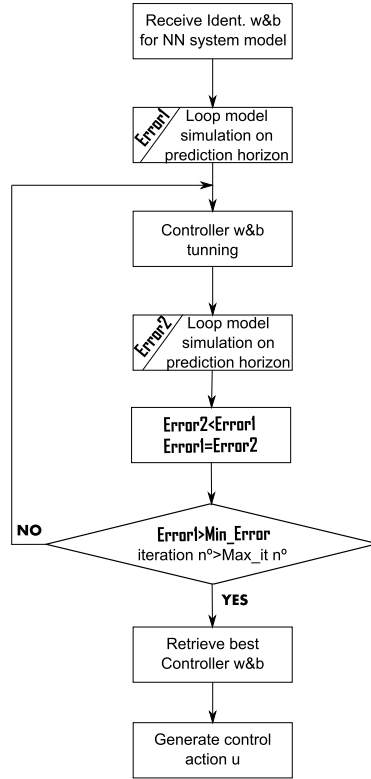 Receive Ident. w&b
for NN system model
Error1
Loop model
simulation on
prediction horizon
Controller w&b
tunning
Error2
Loop model
simulation on
prediction horizon
Error2<Error1
Error1=Error2
Error1>Min_Error
iteration nº>Max_it nº
NO
YES
Retrieve best
Controller w&b
Generate control
action u